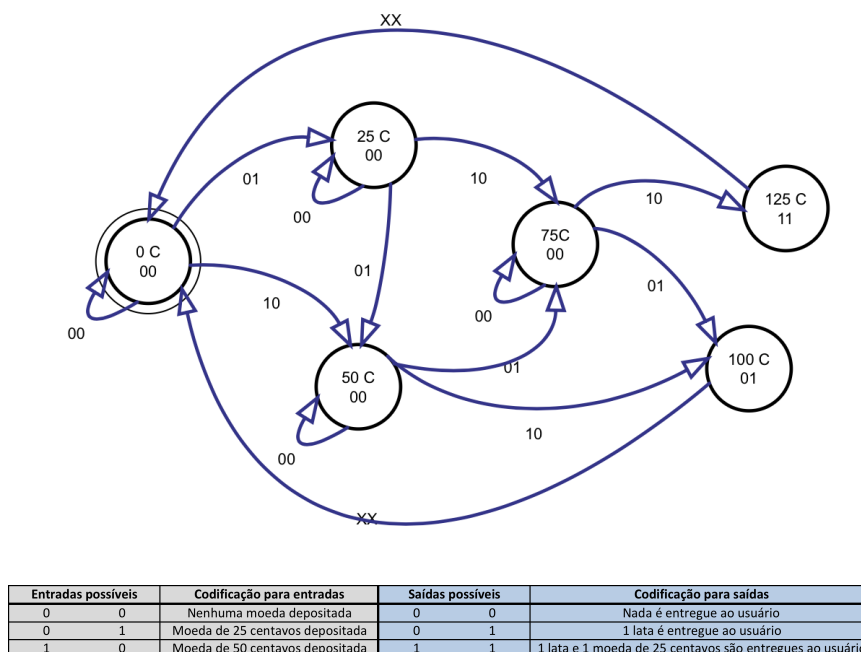 XX
25 C
00
01
10
00
125 C
11
10
0 C
00
75C
00
01
01
10
00
00
100 C
01
50 C
00
01
10
00
XX
Entradas possíveis Codificação para entradas Saídas possíveis Codificação para saídas
0 0 Nenhuma moeda depositada 0 0 Nada é entregue ao usuário
0 1 Moeda de 25 centavos depositada 0 1 1 lata é entregue ao usuário
1 0 Moeda de 50 centavos depositada 1 1 1 lata e 1 moeda de 25 centavos são entregues ao usuário